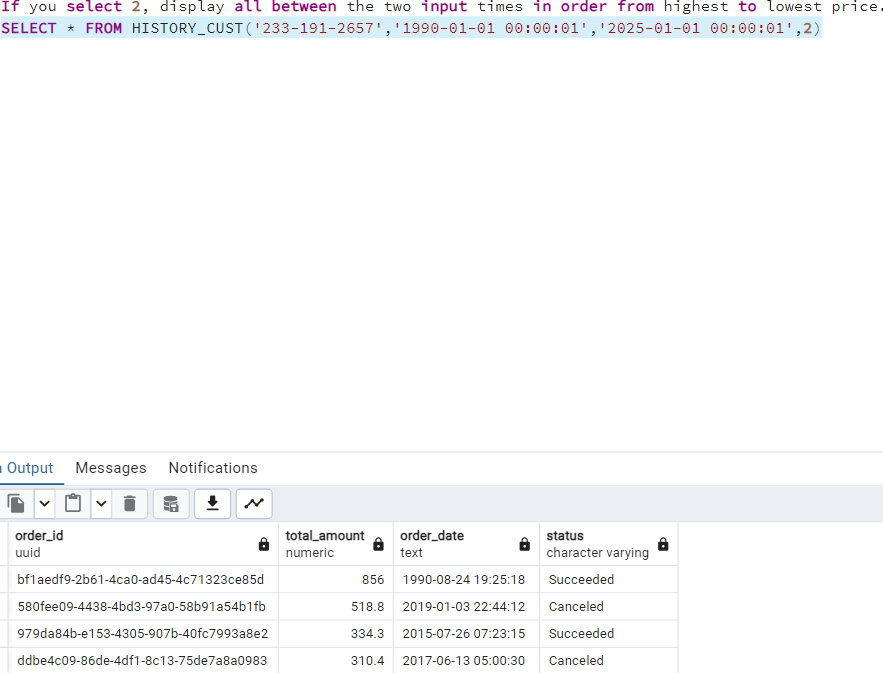 If you select 2, display all between the two input times in order from highest to lowest price.
SELECT * FROM HISTORY_CUST('233-191-2657','1990-01-01 00:00:01','2025-01-01 00:00:01',2)
Output Messages Notifications
order_id total_amount order_date status
uuid numeric text character varying
bf1aedf9-2b61-4ca0-ad45-4c71323ce85d 856 1990-08-24 19:25:18 Succeeded
580fee09-4438-4bd3-97a0-58b91a54b1fb 518.8 2019-01-03 22:44:12 Canceled
979da84b-e153-4305-907b-40fc7993a8e2 334.3 2015-07-26 07:23:15 Succeeded
ddbe4c09-86de-4df1-8c13-75de7a8a0983 310.4 2017-06-13 05:00:30 Canceled